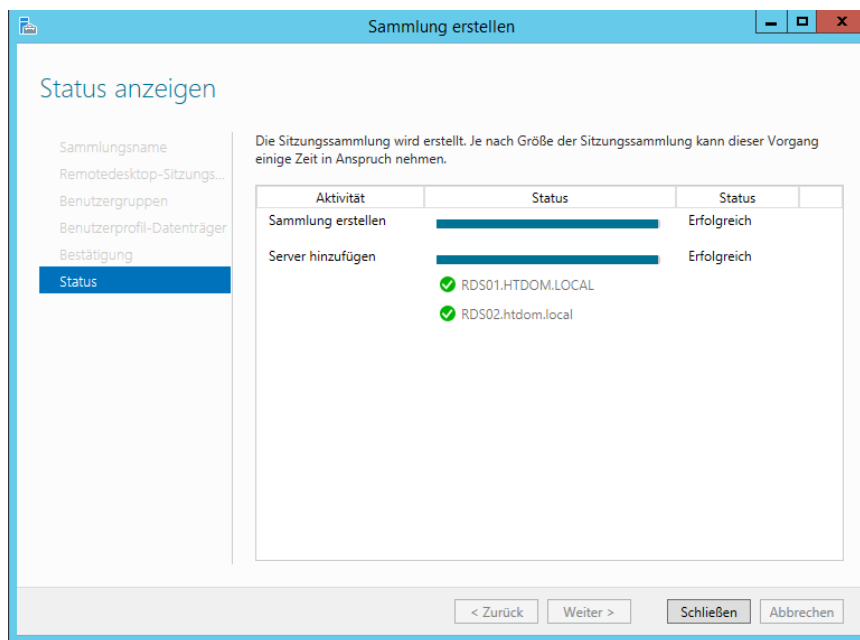 Sammlung erstellen
Status anzeigen
Sammlungsname
Remotedesktop-Sitzungs...
Benutzergruppen
Benutzerprofil-Datenträger
Bestätigung
Status
Die Sitzungssammlung wird erstellt. Je nach Größe der Sitzungssammlung kann dieser Vorgang
einige Zeit in Anspruch nehmen.
Aktivität Status Status
Sammlung erstellen Erfolgreich
Server hinzufügen Erfolgreich
RDS01.HTDOM.LOCAL
RDS02.htdom.local
< Zurück Weiter > Schließen Abbrechen